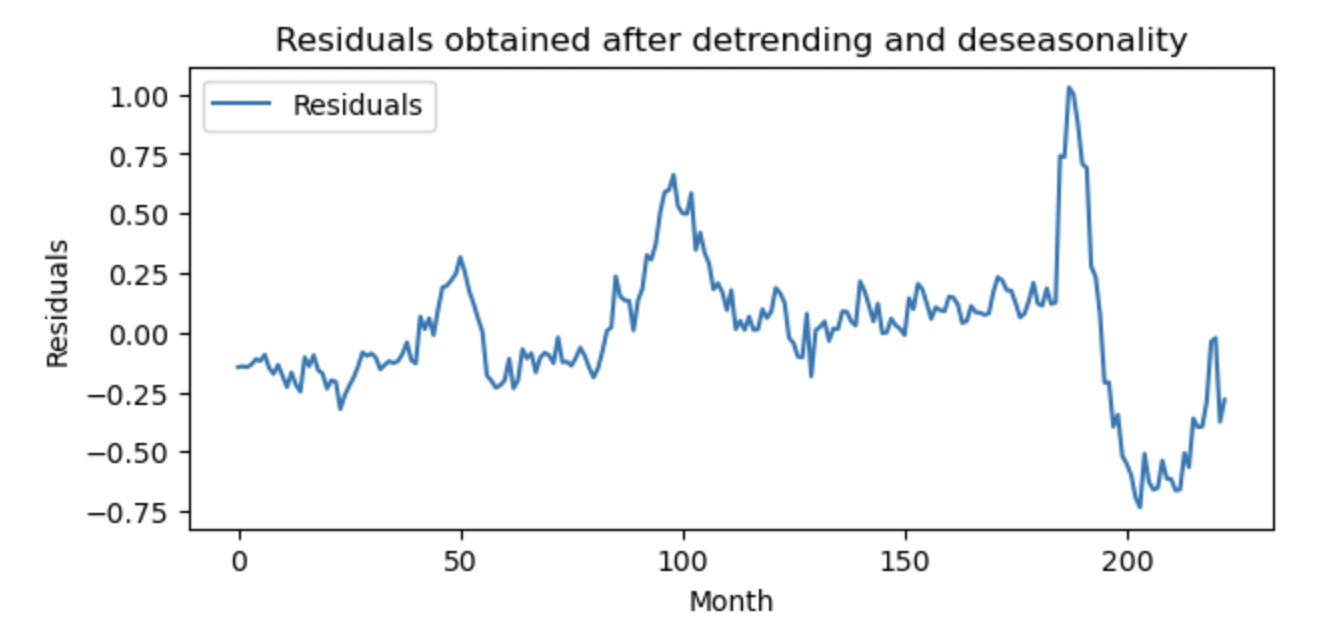 Residuals obtained after detrending and deseasonality
Residuals
1.00
0.75
0.50
0.25
0.00
−0.25
−0.50
−0.75
Residuals
0 50 100 150 200
Month